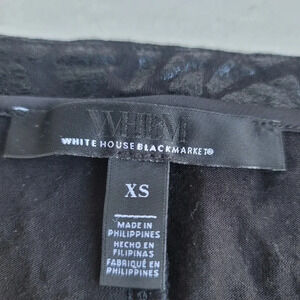 WHBM
WHITE HOUSE BLACK MARKET®
XS
MADE IN
PHILIPPINES
HECHO EN
FILIPINAS
FABRIQUÉ EN
PHILIPPINES